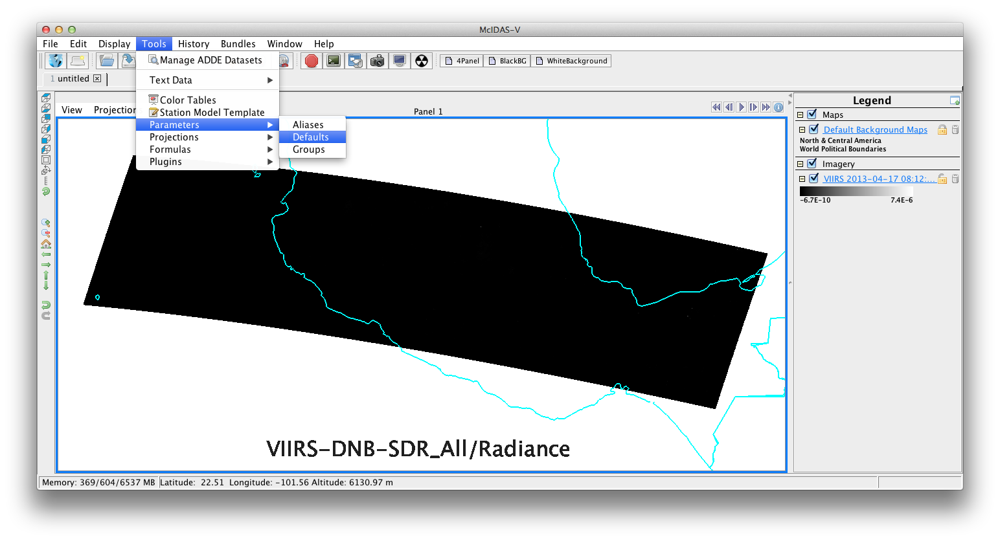 McIDAS-V
File Edit Display Tools History Bundles Window Help
Manage ADDE Datasets
4Panel BlackBG WhiteBackground
1 untitled
Text Data
Color Tables
Station Model Template
Parameters
Projections
Formulas
Plugins
Aliases
Defaults
Groups
View Projection
Panel 1
Legend
Maps
Default Background Maps
North & Central America
World Political Boundaries
Imagery
VIIRS 2013-04-17 08:12:...
-6.7E-10 7.4E-6
VIIRS-DNB-SDR_All/Radiance
Memory: 369/604/6537 MB Latitude: 22.51 Longitude: -101.56 Altitude: 6130.97 m